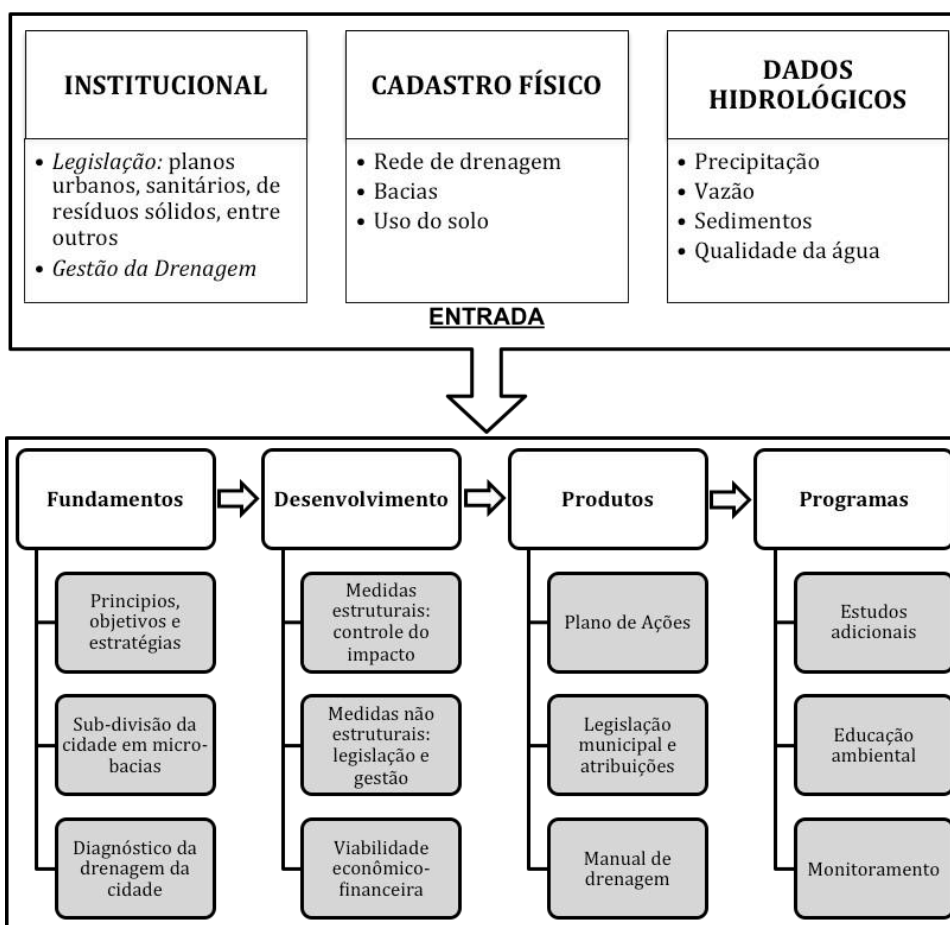 INSTITUCIONAL
• Legislação: planos
urbanos, sanitários, de
resíduos sólidos, entre
outros
• Gestão da Drenagem
CADASTRO FÍSICO
• Rede de drenagem
• Bacias
• Uso do solo
DADOS
HIDROLÓGICOS
• Precipitação
• Vazão
• Sedimentos
• Qualidade da água
ENTRADA
Fundamentos
Principios,
objetivos e
estratégias
Sub-divisão da
cidade em micro-
bacias
Diagnóstico da
drenagem da
cidade
Desenvolvimento
Medidas
estruturais:
controle do
impacto
Medidas não
estruturais:
legislação e
gestão
Viabilidade
econômico-
financeira
Produtos
Plano de Ações
Legislação
municipal e
atribuições
Manual de
drenagem
Programas
Estudos
adicionais
Educação
ambiental
Monitoramento